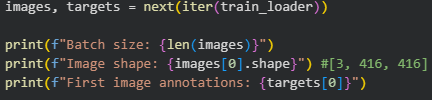 images, targets = next(iter(train_loader))
print(f"Batch size: {len(images)}")
print(f"Image shape: {images[0].shape}") #[3, 416, 416]
print(f"First image annotations: {targets[0]}")